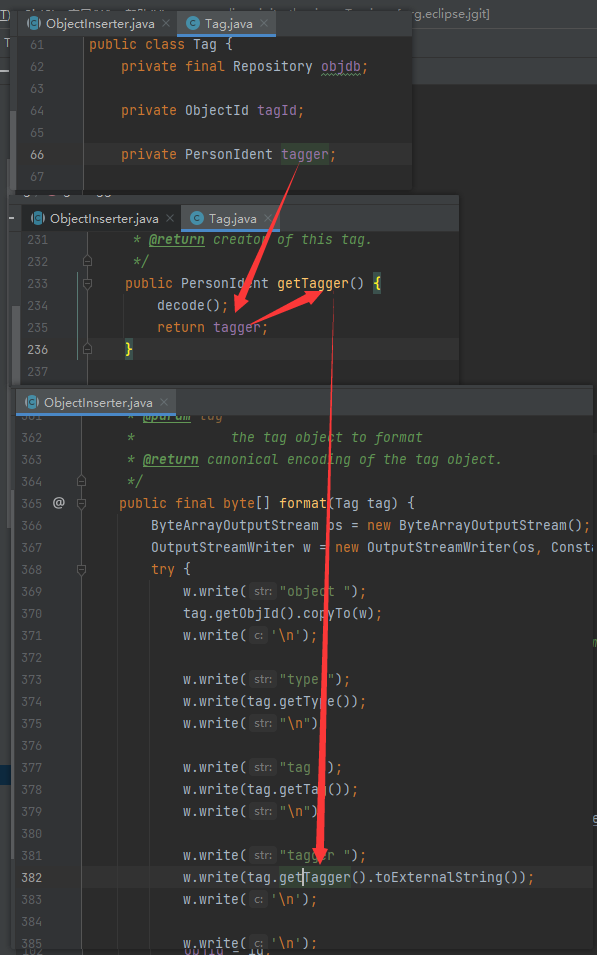 org.eclipse.jgit]
ObjectInserter.java × Tag.java ×
61 public class Tag {
62 private final Repository objdb;
63
64 private ObjectId tagId;
65
66 private PersonIdent tagger;
67
ObjectInserter.java × Tag.java ×
231 * @return creator of this tag.
232 */
233 public PersonIdent getTagger() {
234 decode();
235 return tagger;
236 }
237
ObjectInserter.java ×
361 * @param tag
362 * the tag object to format
363 * @return canonical encoding of the tag object.
364 */
365 @ public final byte[] format(Tag tag) {
366 ByteArrayOutputStream os = new ByteArrayOutputStream();
367 OutputStreamWriter w = new OutputStreamWriter(os, Consta
368 try {
369 w.write( str: "object ");
370 tag.getObjId().copyTo(w);
371 w.write( c: '\n');
372
373 w.write( str: "type ");
374 w.write(tag.getType());
375 w.write( str: "\n")
376
377 w.write( str: "tag ");
378 w.write(tag.getTag());
379 w.write( str: "\n")
380
381 w.write( str: "tagger ");
382 w.write(tag.getTagger().toExternalString());
383 w.write( c: '\n');
384
385 w.write( c: '\n');